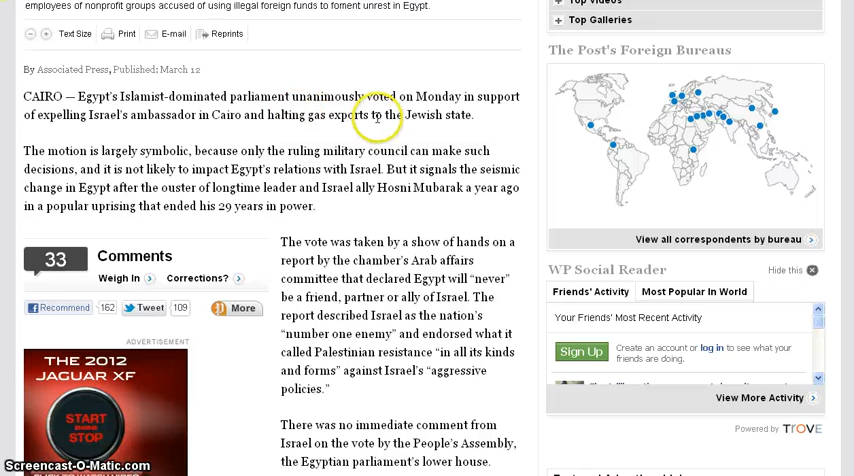 employees of nonprofit groups accused of using illegal foreign funds to foment unrest in Egypt.
Text Size
Print
E-mail
Reprints
By Associated Press, Published: March 12
CAIRO — Egypt's Islamist-dominated parliament unanimously voted on Monday in support
of expelling Israel's ambassador in Cairo and halting gas exports to the Jewish state.
The motion is largely symbolic, because only the ruling military council can make such
decisions, and it is not likely to impact Egypt's relations with Israel. But it signals the seismic
change in Egypt after the ouster of longtime leader and Israel ally Hosni Mubarak a year ago
in a popular uprising that ended his 29 years in power.
33
Comments
Weigh In
Corrections?
Recommend
162
Tweet
109
More
ADVERTISEMENT
THE 2012
JAGUAR XF
START
ENGINE
STOP
The vote was taken by a show of hands on a
report by the chamber's Arab affairs
committee that declared Egypt will “never”
be a friend, partner or ally of Israel. The
report described Israel as the nation's
“number one enemy” and endorsed what it
called Palestinian resistance “in all its kinds
and forms” against Israel's “aggressive
policies.”
There was no immediate comment from
Israel on the vote by the People's Assembly,
the Egyptian parliament's lower house.
Top Videos
Top Galleries
The Post's Foreign Bureaus
View all correspondents by bureau
WP Social Reader
Hide this
Friends' Activity
Most Popular In World
Your Friends' Most Recent Activity
Sign Up
Create an account or log in to see what your
friends are doing.
View More Activity
Powered by TROVE
Screencast-O-Matic.com